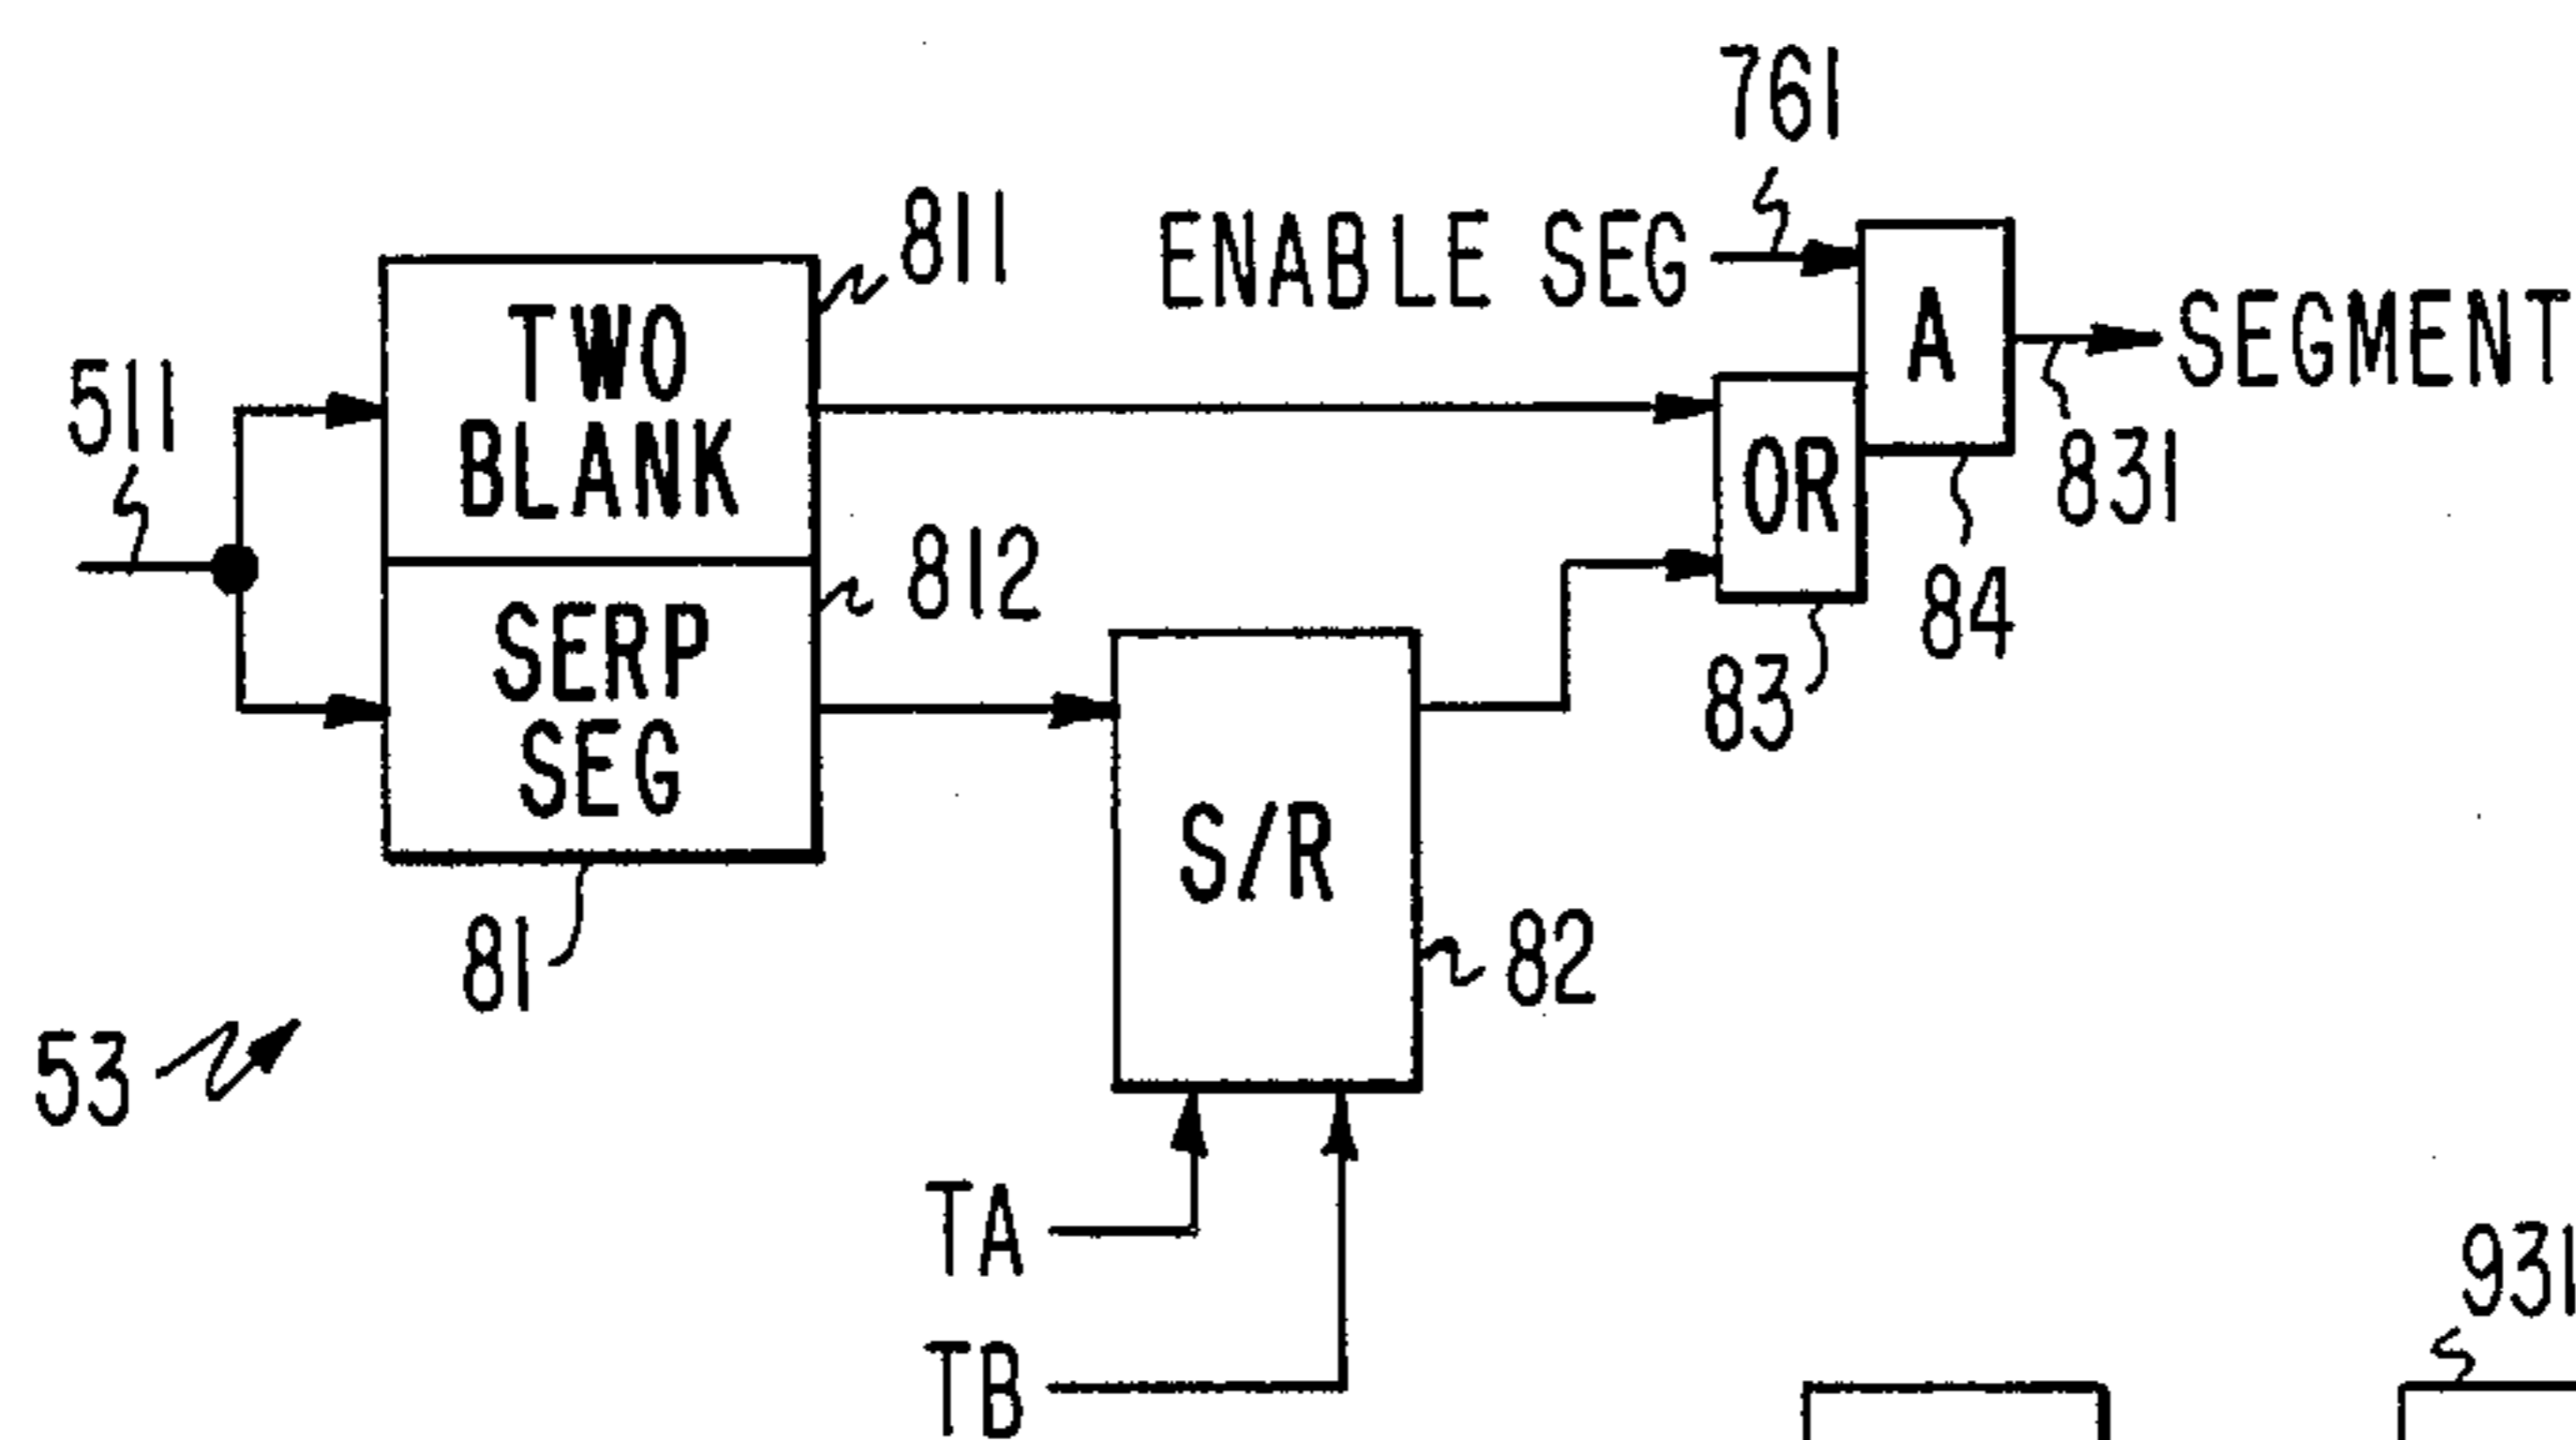 761
811
ENABLE SEG
A
SEGMENT
511
TWO
BLANK
OR
831
812
84
SERP
SEG
83
S/R
81
82
53
TA
931
TB